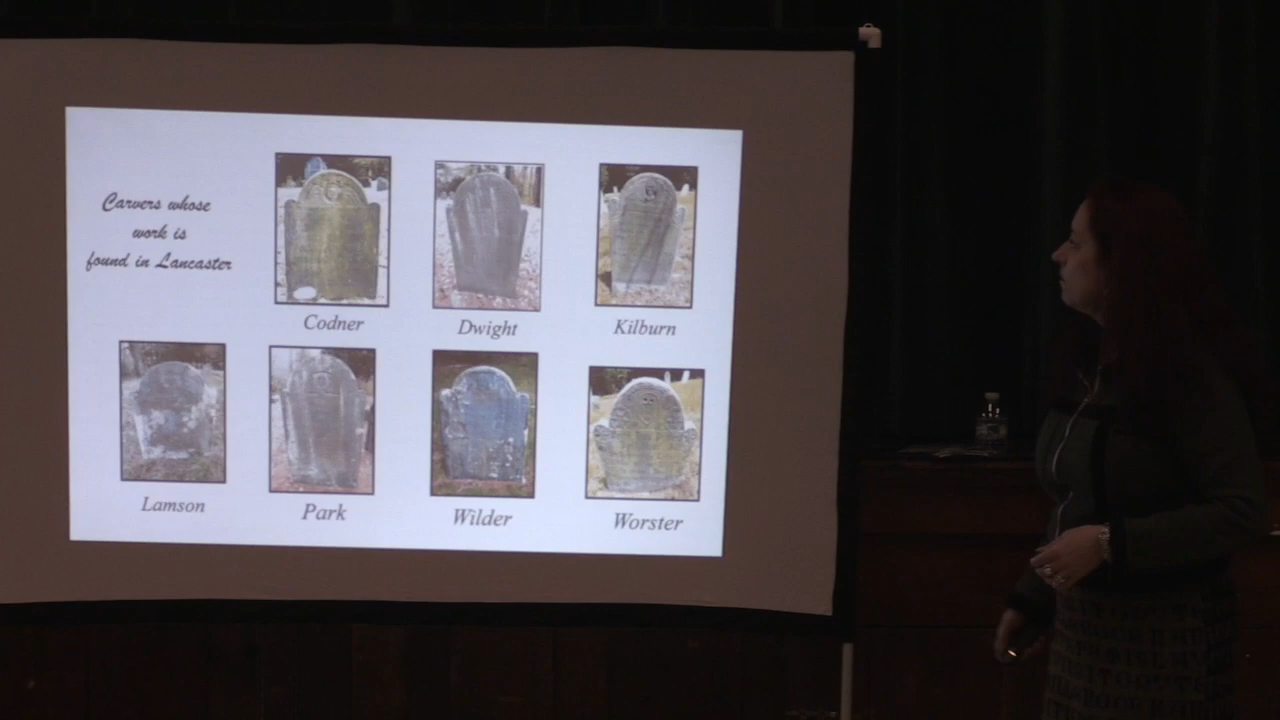 Carvers whose
work is
found in Lancaster
Codner
Dwight
Kilburn
Lamson
Park
Wilder
Worster